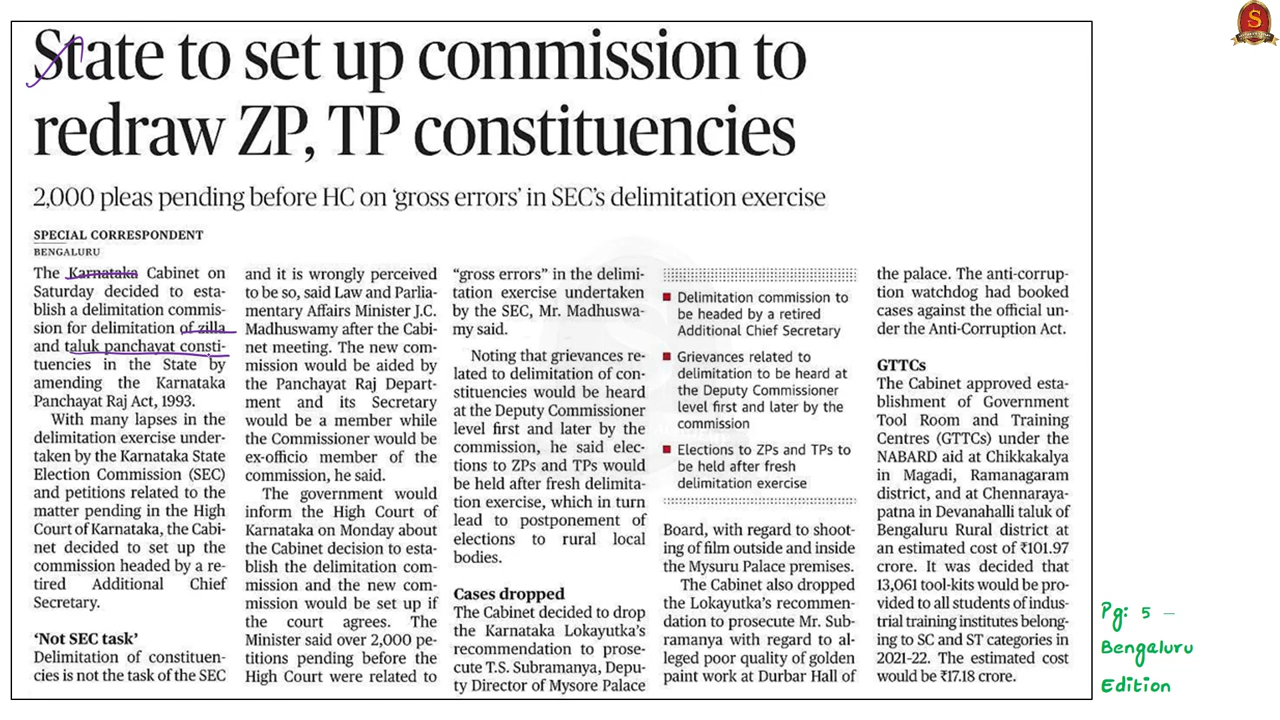 State to set up commission to
redraw ZP, TP constituencies
2,000 pleas pending before HC on ‘gross errors’ in SEC’s delimitation exercise
SPECIAL CORRESPONDENT
BENGALURU
The Karnataka Cabinet on
Saturday decided to esta-
blish a delimitation commis-
sion for delimitation of zilla
and taluk panchayat consti-
tuencies in the State by
amending the Karnataka
Panchayat Raj Act, 1993.
With many lapses in the
delimitation exercise under-
taken by the Karnataka State
Election Commission (SEC)
and petitions related to the
matter pending in the High
Court of Karnataka, the Cabi-
net decided to set up the
commission headed by a re-
tired Additional Chief
Secretary.
‘Not SEC task’
Delimitation of constituen-
cies is not the task of the SEC
and it is wrongly perceived
to be so, said Law and Parlia-
mentary Affairs Minister J.C.
Madhuswamy after the Cabi-
net meeting. The new com-
mission would be aided by
the Panchayat Raj Depart-
ment and its Secretary
would be a member while
the Commissioner would be
ex-officio member of the
commission, he said.
The government would
inform the High Court of
Karnataka on Monday about
the Cabinet decision to esta-
blish the delimitation com-
mission and the new com-
mission would be set up if
the court agrees. The
Minister said over 2,000 pe-
titions pending before the
High Court were related to
“gross errors” in the delimi-
tation exercise undertaken
by the SEC, Mr. Madhuswa-
my said.
Noting that grievances re-
lated to delimitation of con-
stituencies would be heard
at the Deputy Commissioner
level first and later by the
commission, he said elec-
tions to ZPs and TPs would
be held after fresh delimita-
tion exercise, which in turn
lead to postponement of
elections to rural local
bodies.
Cases dropped
The Cabinet decided to drop
the Karnataka Lokayutka’s
recommendation to prose-
cute T.S. Subramanya, Depu-
ty Director of Mysore Palace
Delimitation commission to
be headed by a retired
Additional Chief Secretary
Grievances related to
delimitation to be heard at
the Deputy Commissioner
level first and later by the
commission
Elections to ZPs and TPs to
be held after fresh
delimitation exercise
Board, with regard to shoot-
ing of film outside and inside
the Mysuru Palace premises.
The Cabinet also dropped
the Lokayutka’s recommen-
dation to prosecute Mr. Sub-
ramanya with regard to al-
leged poor quality of golden
paint work at Durbar Hall of
the palace. The anti-corrup-
tion watchdog had booked
cases against the official un-
der the Anti-Corruption Act.
GTTCs
The Cabinet approved esta-
blishment of Government
Tool Room and Training
Centres (GTTCs) under the
NABARD aid at Chikkakalya
in Magadi, Ramanagaram
district, and at Chennaraya-
patna in Devanahalli taluk of
Bengaluru Rural district at
an estimated cost of ₹101.97
crore. It was decided that
13,061 tool-kits would be pro-
vided to all students of indus-
trial training institutes belong-
ing to SC and ST categories in
2021-22. The estimated cost
would be ₹17.18 crore.
Pg: 5 –
Bengaluru
Edition
S